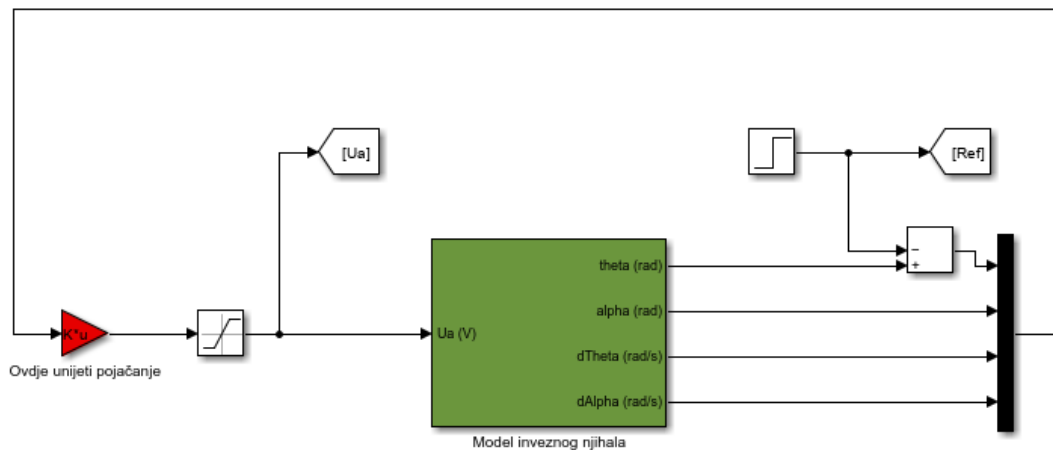 [Ua]
[Ref]
−
+
theta (rad)
K*u
Ua (V)
alpha (rad)
dTheta (rad/s)
dAlpha (rad/s)
Ovdje unijeti pojačanje
Model inveznog njihala